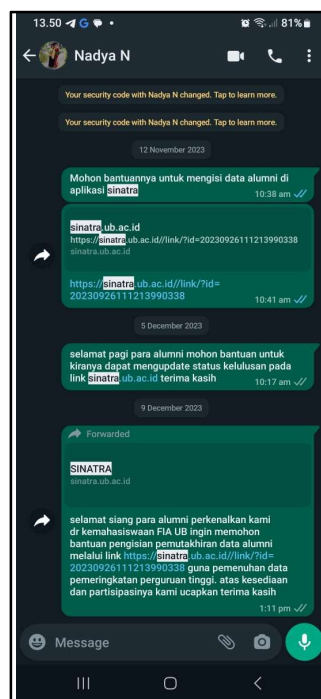 13.50
81%
Nadya N
Your security code with Nadya N changed. Tap to learn more.
Your security code with Nadya N changed. Tap to learn more.
12 November 2023
Mohon bantuannya untuk mengisi data alumni di
aplikasi sinatra
10:38 am
sinatra.ub.ac.id
https://sinatra.ub.ac.id//link/?id=20230926111213990338
sinatra.ub.ac.id
https://sinatra.ub.ac.id//link/?id=
20230926111213990338
10:41 am
5 December 2023
selamat pagi para alumni mohon bantuan untuk
kiranya dapat mengupdate status kelulusan pada
link sinatra.ub.ac.id terima kasih
10:17 am
9 December 2023
Forwarded
SINATRA
sinatra.ub.ac.id
selamat siang para alumni perkenalkan kami
dr kemahasiswaan FIA UB ingin memohon
bantuan pengisian pemutakhiran data alumni
melalui link https://sinatra.ub.ac.id//link/?id=
20230926111213990338 guna pemenuhan data
pemeringkatan perguruan tinggi. atas kesediaan
dan partisipasinya kami ucapkan terima kasih
1:11 pm
Message